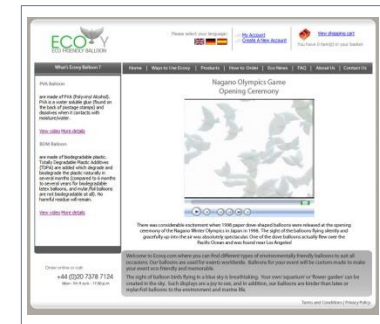 ECO Y
ECO FRIENDLY BALLOON
Please select your language:
My Account
Create A New Account
View shopping cart
You have 0 item(s) in your basket
What's Ecovy Balloon ?
Home | Ways to Use Ecovy | Products | How to Order | Eco News | FAQ | About Us | Contact Us
PVA Balloon
are made of PVA (Polyvinyl Alcohol).
PVA is a water soluble glue (found on
the back of postage stamps) and
dissolves when it contacts with
moisture/water.
View video More details
BDM Balloon
are made of biodegradable plastic.
Totally Degradable Plastic Additives
(TDPA) are added which degrade and
biodegrade the plastic naturally in
several months (compared to 6 months
to several years for biodegradable
latex balloons, and mylar/foil balloons
are not biodegradable at all). No
harmful residue will remain.
View video More details
Order online or call:
+44 (0)20 7378 7124
Nagano Olympics Game
Opening Ceremony
There was considerable excitement when 1998 paper dove shaped balloons were released at the opening
ceremony of the Nagano Winter Olympics in Japan in 1998. The sight of the balloons flying silently and
gracefully up into the air was absolutely spectacular. One of the dove balloons actually flew over the
Pacific Ocean and was found near Los Angeles!
Welcome to Ecovy.com where you can find different types of environmentally friendly balloons to suit all
occasions. Our balloons are used for events worldwide. Balloons for your event will be custom made to make
your event eco-friendly and memorable.
The sight of balloon birds flying in a blue sky is breathtaking. Your own 'aquarium' or 'flower garden' can be
created in the sky. Such displays are a joy to see, and in addition, our balloons are kinder than latex or
mylar/foil balloons to the environment and marine life.
Terms and Conditions | Privacy Policy